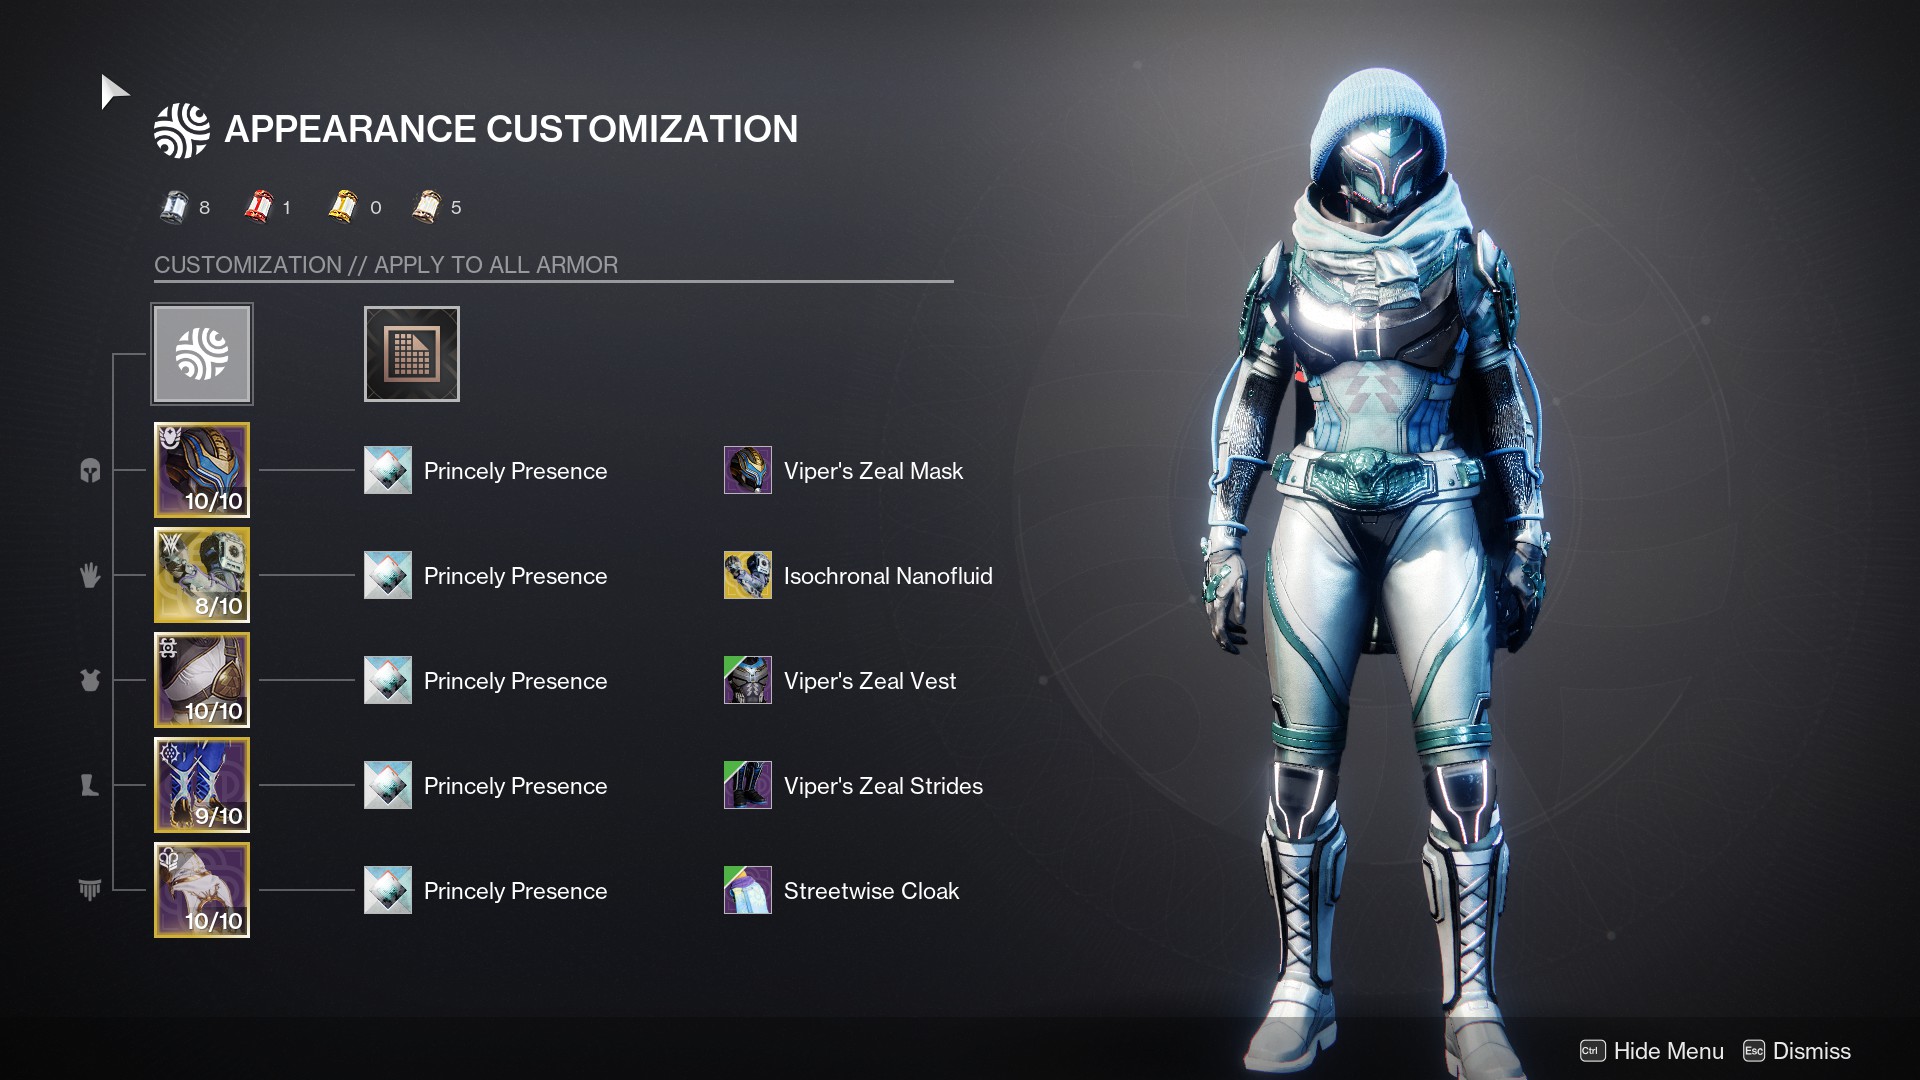 APPEARANCE CUSTOMIZATION
8 1 0 5
CUSTOMIZATION // APPLY TO ALL ARMOR
10/10 Princely Presence Viper's Zeal Mask
8/10 Princely Presence Isochronal Nanofluid
10/10 Princely Presence Viper's Zeal Vest
9/10 Princely Presence Viper's Zeal Strides
10/10 Princely Presence Streetwise Cloak
Ctrl Hide Menu Esc Dismiss